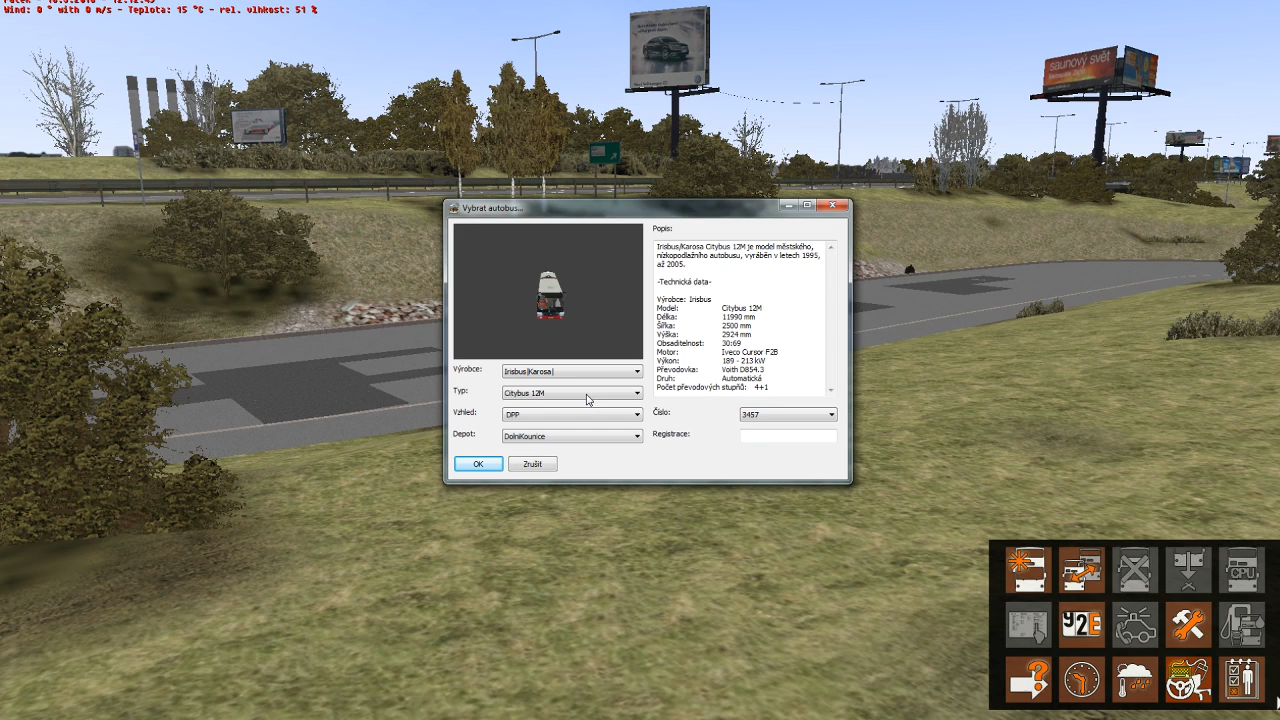 Wind: 0 ° with 0 m/s - Teplota: 15 °C - rel. vlhkost: 51 %
saunový svět
Vybrat autobus...
Popis:
Irisbus/Karosa Citybus 12M je model městského,
nízkopodlažního autobusu, vyráběn v letech 1995,
až 2005.
-Technická data-
Výrobce: Irisbus
Model: Citybus 12M
Délka: 11990 mm
Šířka: 2500 mm
Výška: 2924 mm
Obsaditelnost: 30:69
Motor: Iveco Cursor F2B
Výkon: 189 - 213 kW
Převodovka: Voith D854.3
Druh: Automatická
Počet převodových stupňů: 4+1
Výrobce: Irisbus|Karosa|
Typ: Citybus 12M
Vzhled: DPP
Číslo: 3457
Depot: DolniKounice
Registrace:
OK
Zrušit
CPU
92E